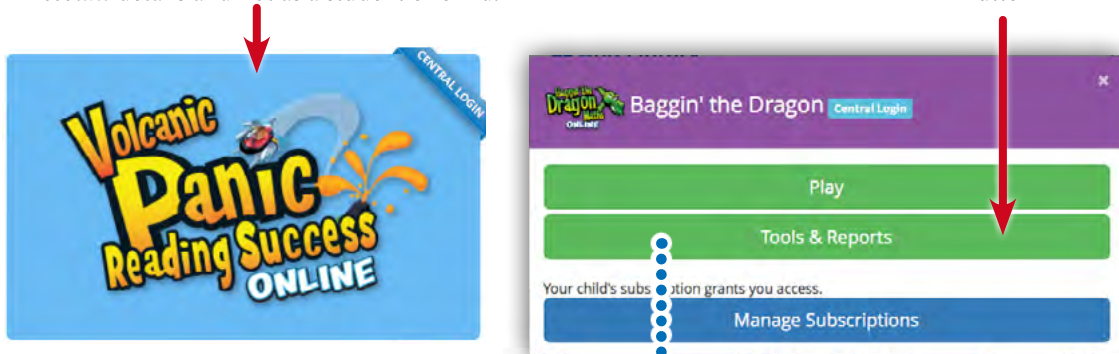 CENTRAL LOGIN
Volcanic
Panic
Reading Success
ONLINE
Baggin' the
Dragon
Maths
ONLINE
Baggin' the Dragon Central Login
×
Play
Tools & Reports
Your child's subs ption grants you access.
Manage Subscriptions